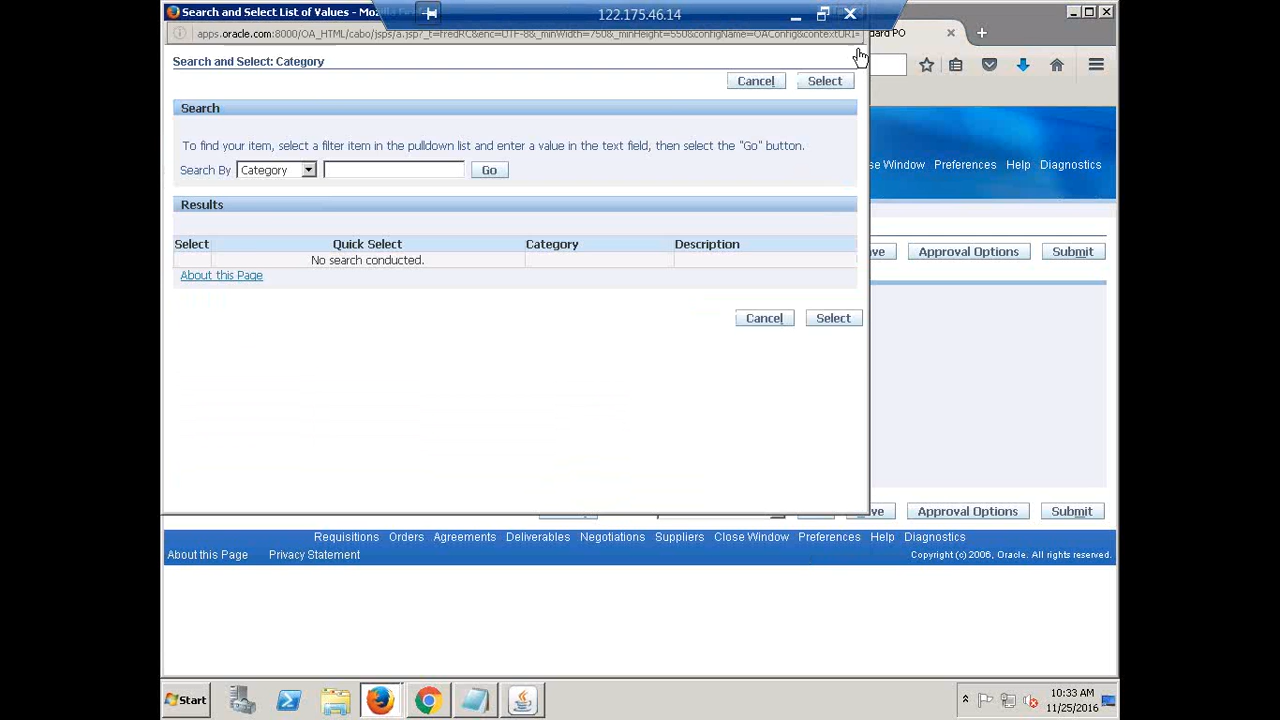 Search and Select List of Values - Mo
122.175.46.14
apps.oracle.com:8000/OA_HTML/cabo/jsps/a.jsp?_t=fredRC&enc=UTF-8&_minWidth=750&_minHeight=550&configName=OAConfig&contextURI=
dard PO
Search and Select: Category
Cancel Select
Search
To find your item, select a filter item in the pulldown list and enter a value in the text field, then select the "Go" button.
Search By Category Go
se Window Preferences Help Diagnostics
Results
Select Quick Select Category Description
No search conducted.
ve Approval Options Submit
About this Page
Cancel Select
ve Approval Options Submit
Requisitions Orders Agreements Deliverables Negotiations Suppliers Close Window Preferences Help Diagnostics
About this Page Privacy Statement Copyright (c) 2006, Oracle. All rights reserved.
Start
10:33 AM
11/25/2016